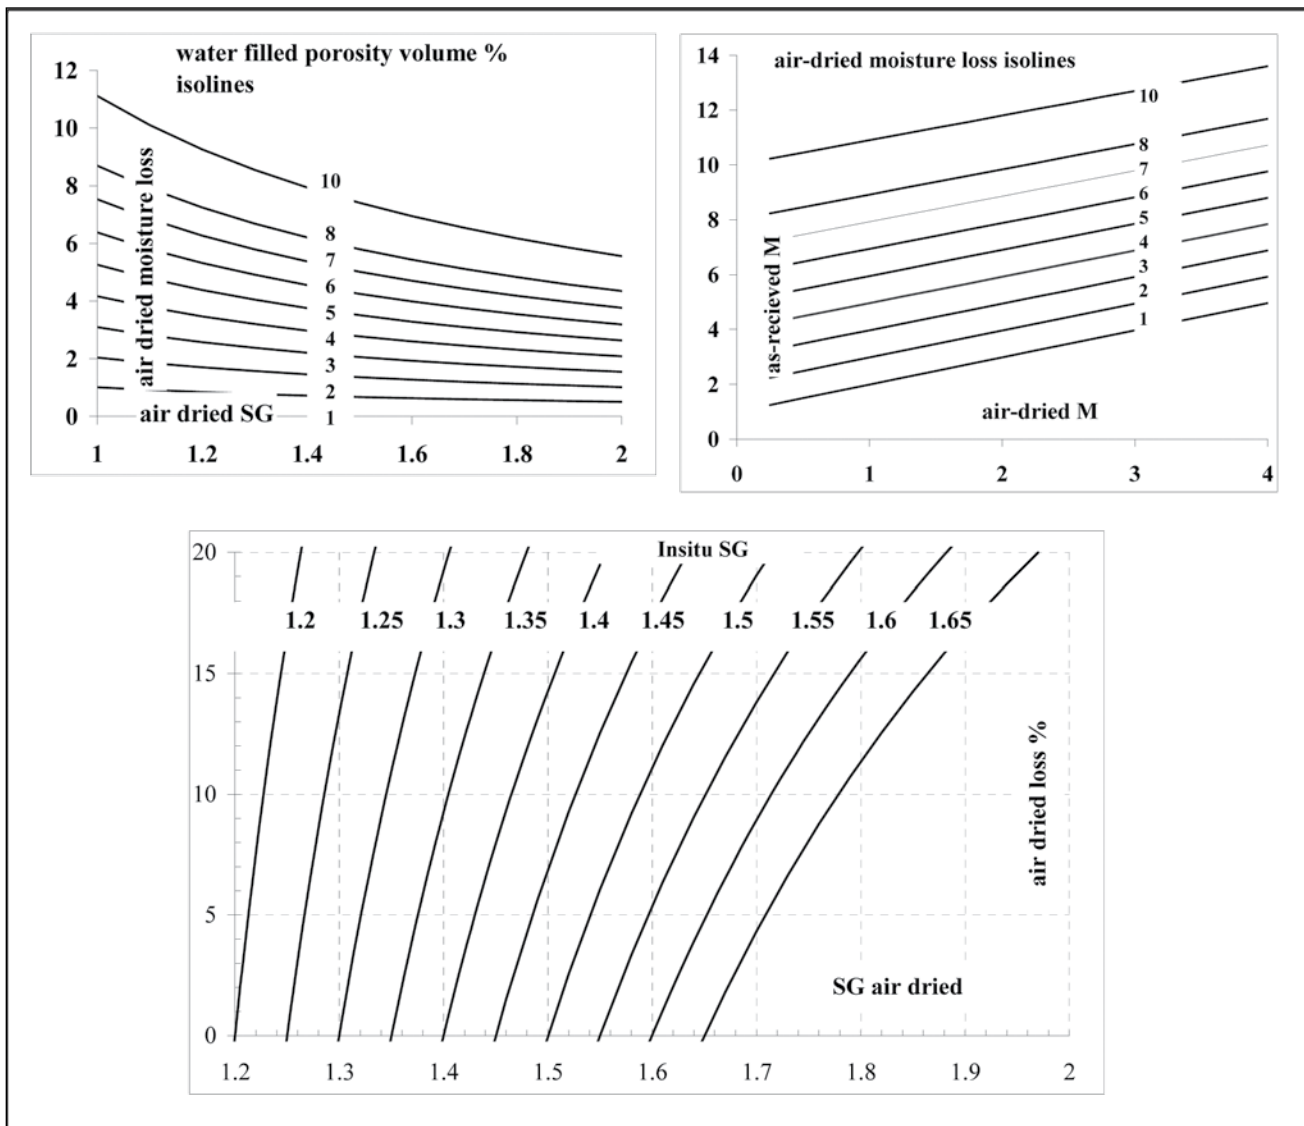 water filled porosity volume %
isolines
12
10
8
6
4
2
0
air dried moisture loss
10
8
7
6
5
4
3
2
1
air dried SG
1 1.2 1.4 1.6 1.8 2
air-dried moisture loss isolines
14
12
10
8
6
4
2
0
as-recieved M
10
8
7
6
5
4
3
2
1
air-dried M
0 1 2 3 4
Insitu SG
20
15
10
5
0
1.2 1.25 1.3 1.35 1.4 1.45 1.5 1.55 1.6 1.65
air dried loss %
SG air dried
1.2 1.3 1.4 1.5 1.6 1.7 1.8 1.9 2